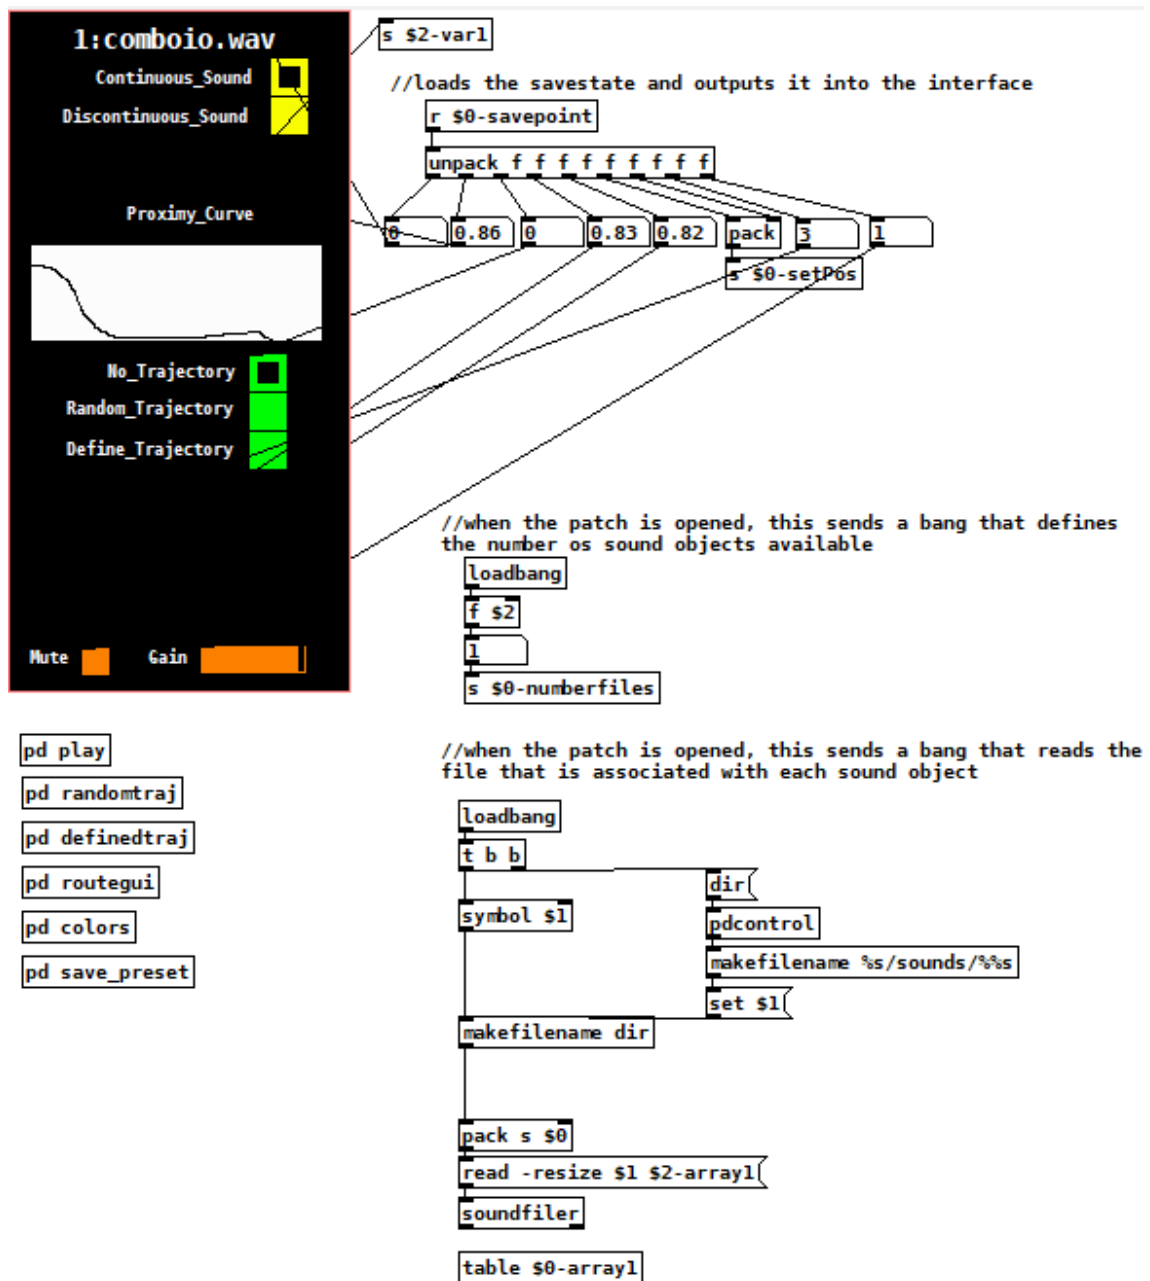 1:comboio.wav
Continuous_Sound
Discontinuous_Sound
Proximy_Curve
No_Trajectory
Random_Trajectory
Define_Trajectory
Mute
Gain
s $2-var1
//loads the savestate and outputs it into the interface
r $0-savepoint
unpack f f f f f f f f f
0
0.86
0
0.83
0.82
pack
3
1
s $0-setPos
//when the patch is opened, this sends a bang that defines
the number os sound objects available
loadbang
f $2
1
s $0-numberfiles
pd play
pd randomtraj
pd definedtraj
pd routegui
pd colors
pd save_preset
//when the patch is opened, this sends a bang that reads the
file that is associated with each sound object
loadbang
t b b
dir
symbol $1
pdcontrol
makefilename %s/sounds/%%s
set $1
makefilename dir
pack s $0
read -resize $1 $2-array1
soundfiler
table $0-array1